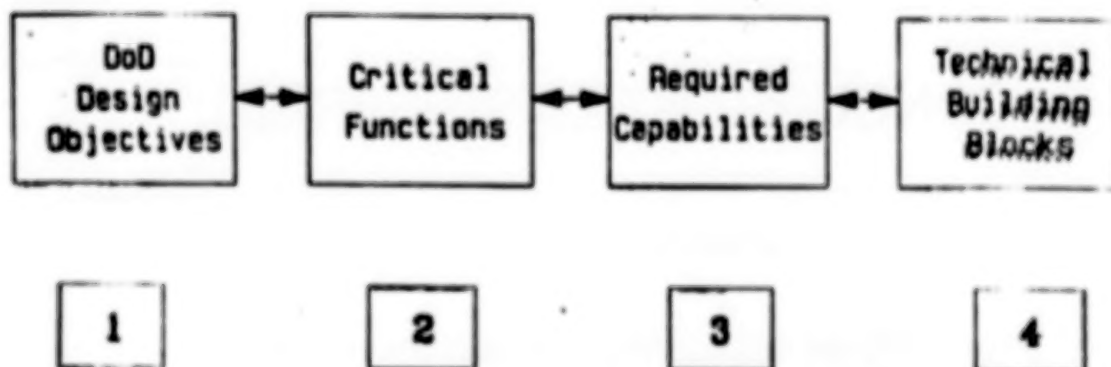 DoD
Design
Objectives
Critical
Functions
Required
Capabilities
Technical
Building
Blocks
1
2
3
4